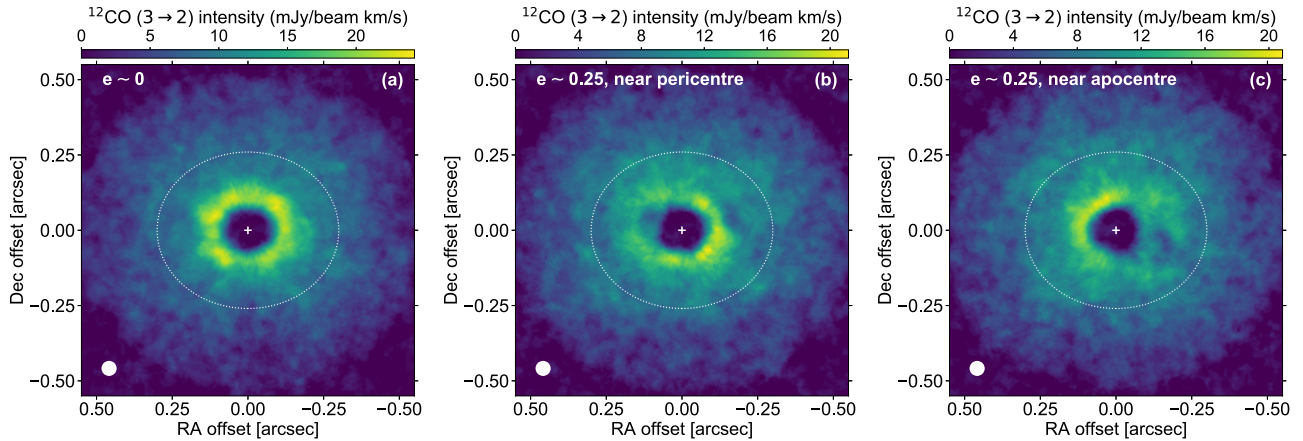 ¹²CO (3 → 2) intensity (mJy/beam km/s)
0 5 10 15 20
e ~ 0 (a)
0.50
0.25
0.00
−0.25
−0.50
Dec offset [arcsec]
0.50 0.25 0.00 −0.25 −0.50
RA offset [arcsec]
¹²CO (3 → 2) intensity (mJy/beam km/s)
0 4 8 12 16 20
e ~ 0.25, near pericentre (b)
0.50
0.25
0.00
−0.25
−0.50
Dec offset [arcsec]
0.50 0.25 0.00 −0.25 −0.50
RA offset [arcsec]
¹²CO (3 → 2) intensity (mJy/beam km/s)
0 4 8 12 16 20
e ~ 0.25, near apocentre (c)
0.50
0.25
0.00
−0.25
−0.50
Dec offset [arcsec]
0.50 0.25 0.00 −0.25 −0.50
RA offset [arcsec]